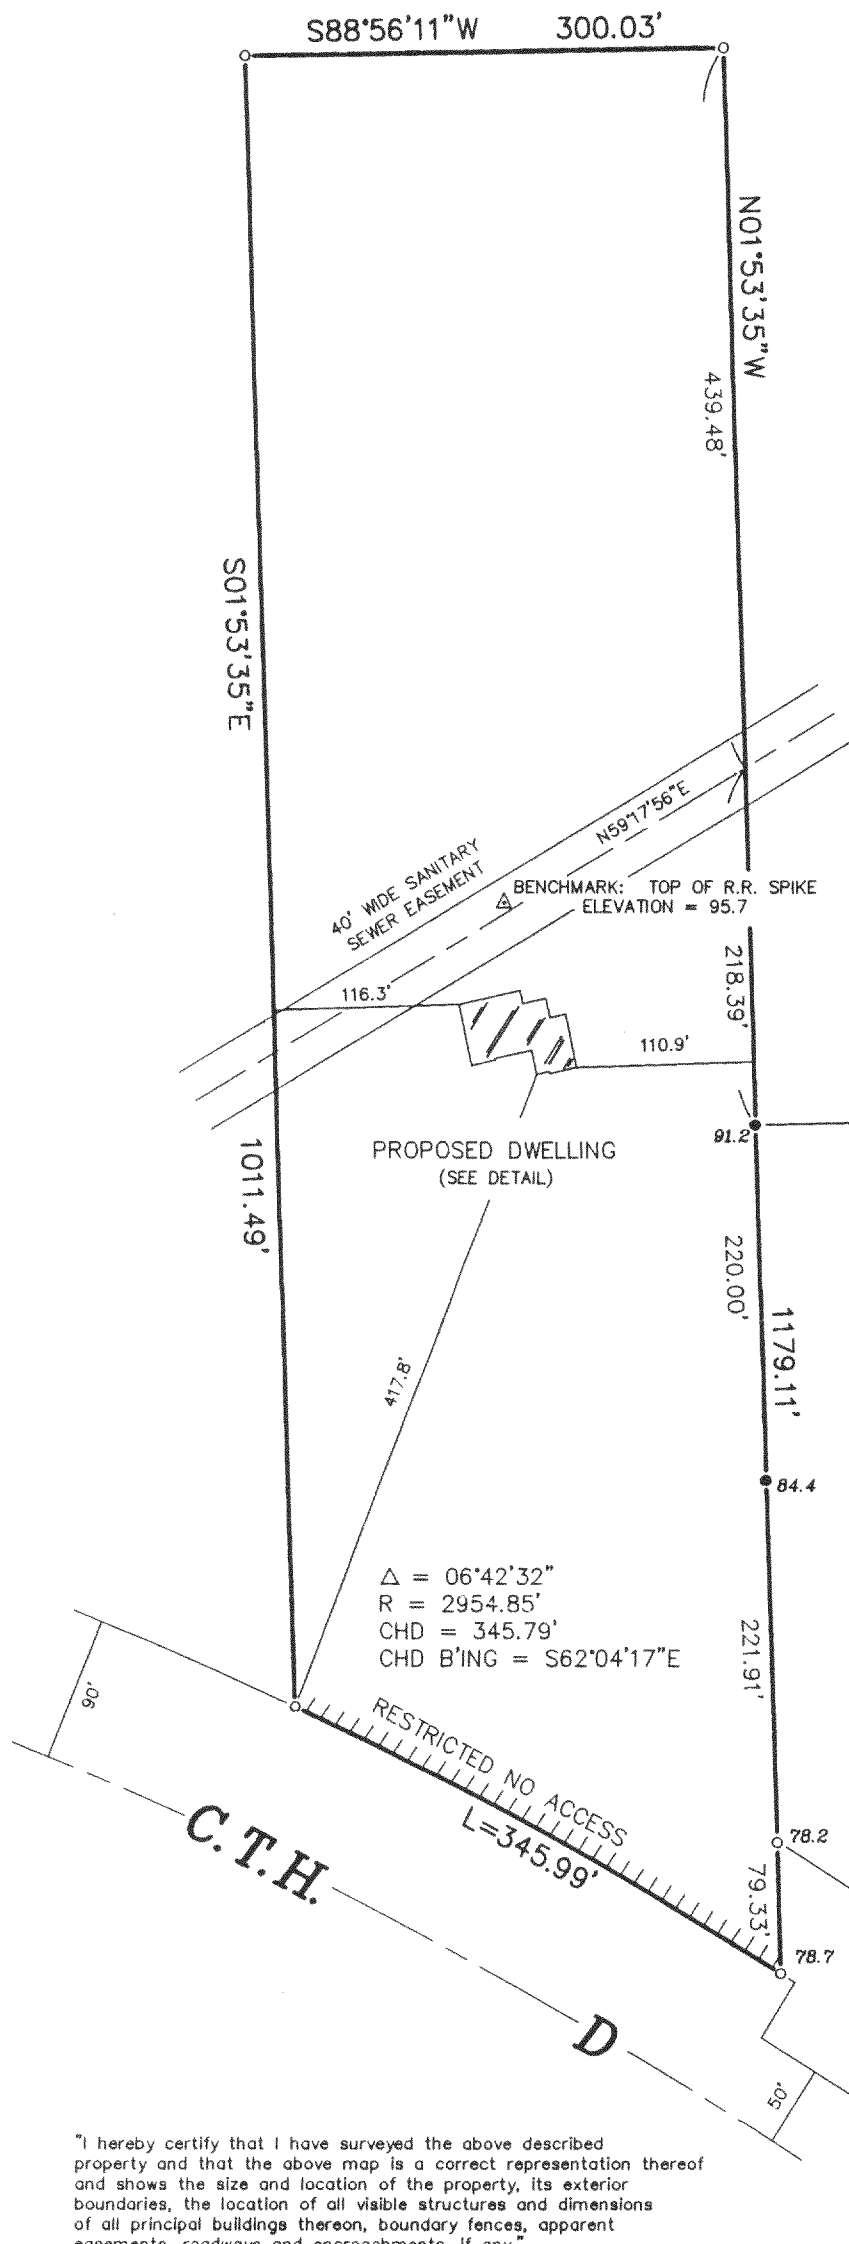 S88°56'11"W 300.03'
N01°53'35"W
439.48'
S01°53'35"E
N59°17'56"E
40' WIDE SANITARY
SEWER EASEMENT
BENCHMARK: TOP OF R.R. SPIKE
ELEVATION = 95.7
218.39'
116.3'
110.9'
91.2
PROPOSED DWELLING
(SEE DETAIL)
1011.49'
220.00'
1179.11'
417.8'
84.4
Δ = 06°42'32"
R = 2954.85'
CHD = 345.79'
CHD B'ING = S62°04'17"E
221.91'
90'
RESTRICTED NO ACCESS
L=345.99'
78.2
79.33'
78.7
C.T.H.
D
50'
"I hereby certify that I have surveyed the above described
property and that the above map is a correct representation thereof
and shows the size and location of the property, its exterior
boundaries, the location of all visible structures and dimensions
of all principal buildings thereon, boundary fences, apparent
easements, roadways and encroachments, if any."